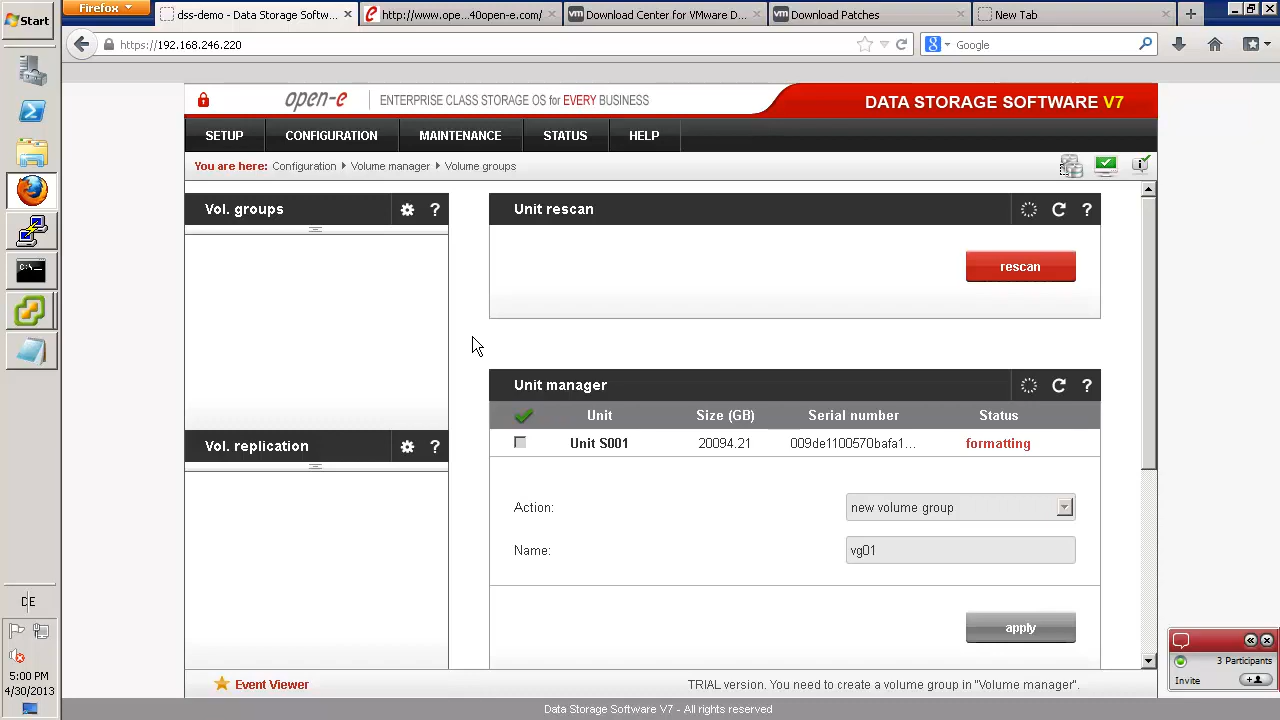 Start
Firefox
dss-demo - Data Storage Softw...
http://www.ope...40open-e.com/
Download Center for VMware D...
Download Patches
New Tab
https://192.168.246.220
Google
open-e
ENTERPRISE CLASS STORAGE OS for EVERY BUSINESS
DATA STORAGE SOFTWARE V7
SETUP
CONFIGURATION
MAINTENANCE
STATUS
HELP
You are here: Configuration Volume manager Volume groups
Vol. groups
?
Unit rescan
?
rescan
Unit manager
?
Unit
Size (GB)
Serial number
Status
Unit S001
20094.21
009de1100570bafa1...
formatting
Vol. replication
?
Action:
new volume group
Name:
vg01
apply
Event Viewer
TRIAL version. You need to create a volume group in "Volume manager".
Data Storage Software V7 - All rights reserved
DE
5:00 PM
4/30/2013
3 Participants
Invite